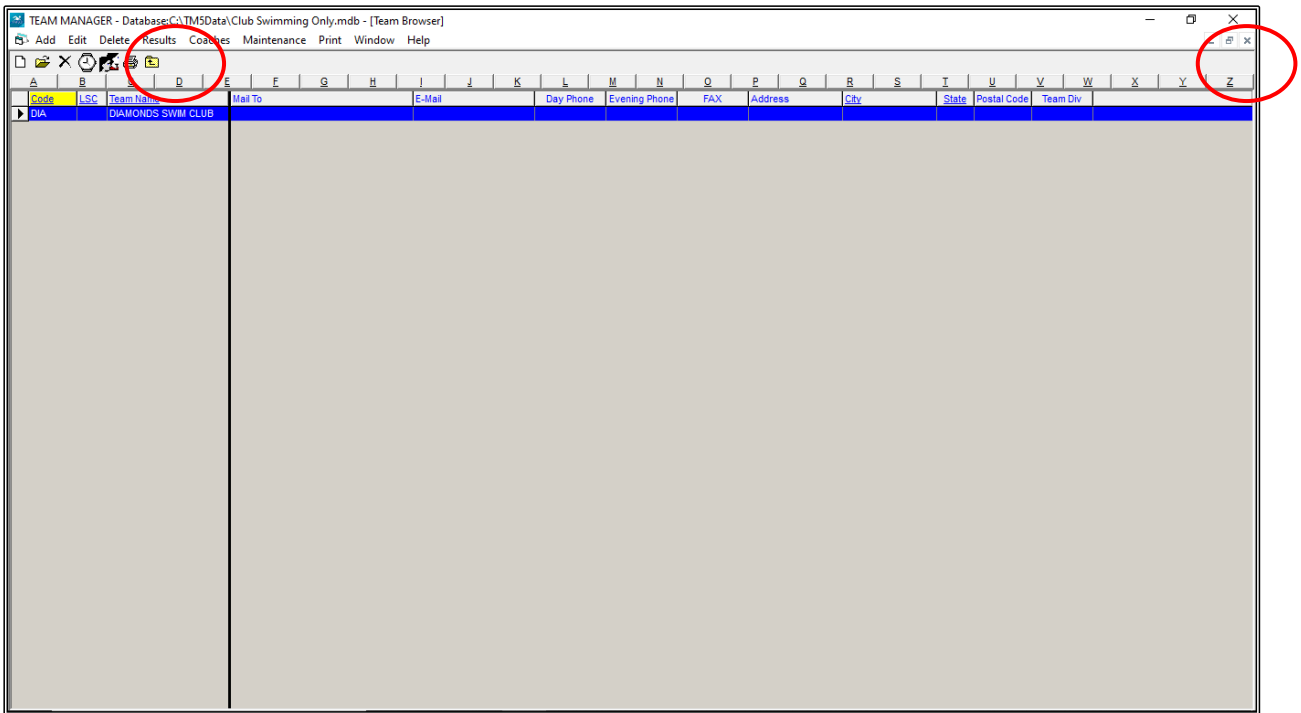 TEAM MANAGER - Database:C:\TM5Data\Club Swimming Only.mdb - [Team Browser]
Add Edit Delete Results Coaches Maintenance Print Window Help
A B C D E F G H I J K L M N O P Q R S T U V W X Y Z
Code LSC Team Name Mail To E-Mail Day Phone Evening Phone FAX Address City State Postal Code Team Div
DIA DIAMONDS SWIM CLUB